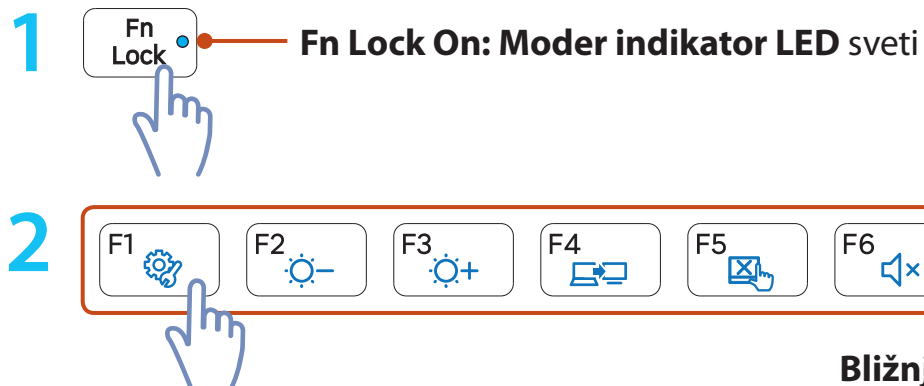 1
Fn
Lock
Fn Lock On: Moder indikator LED sveti
2
F1 F2 F3 F4 F5 F6